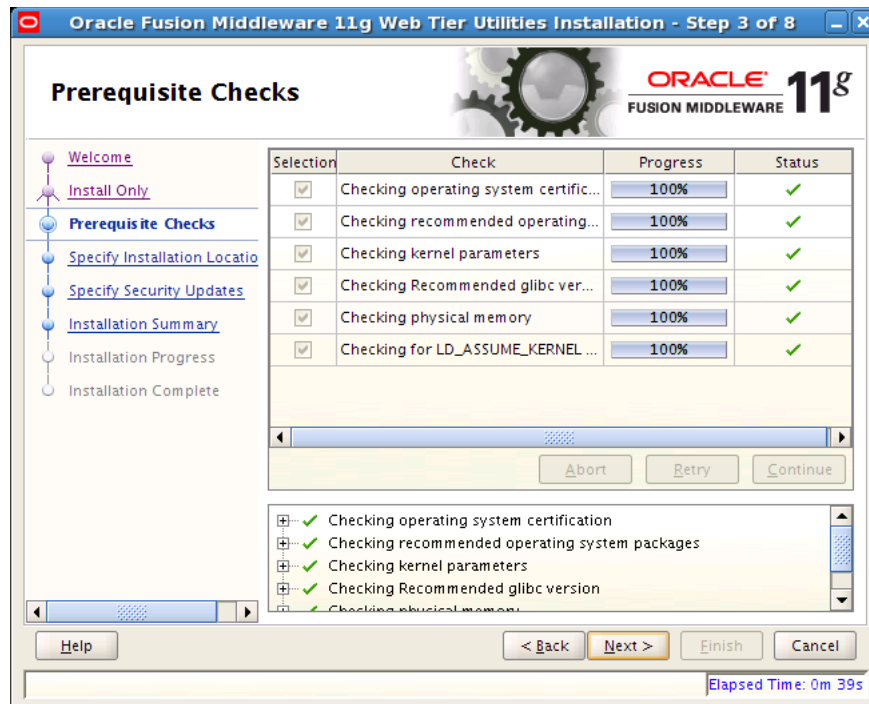 Oracle Fusion Middleware 11g Web Tier Utilities Installation - Step 3 of 8
Prerequisite Checks
ORACLE
FUSION MIDDLEWARE
11g
Welcome
Install Only
Prerequisite Checks
Specify Installation Locatio
Specify Security Updates
Installation Summary
Installation Progress
Installation Complete
Selection Check Progress Status
Checking operating system certific... 100%
Checking recommended operating... 100%
Checking kernel parameters 100%
Checking Recommended glibc ver... 100%
Checking physical memory 100%
Checking for LD_ASSUME_KERNEL ... 100%
Abort Retry Continue
Checking operating system certification
Checking recommended operating system packages
Checking kernel parameters
Checking Recommended glibc version
Checking physical memory
Help < Back Next > Finish Cancel
Elapsed Time: 0m 39s